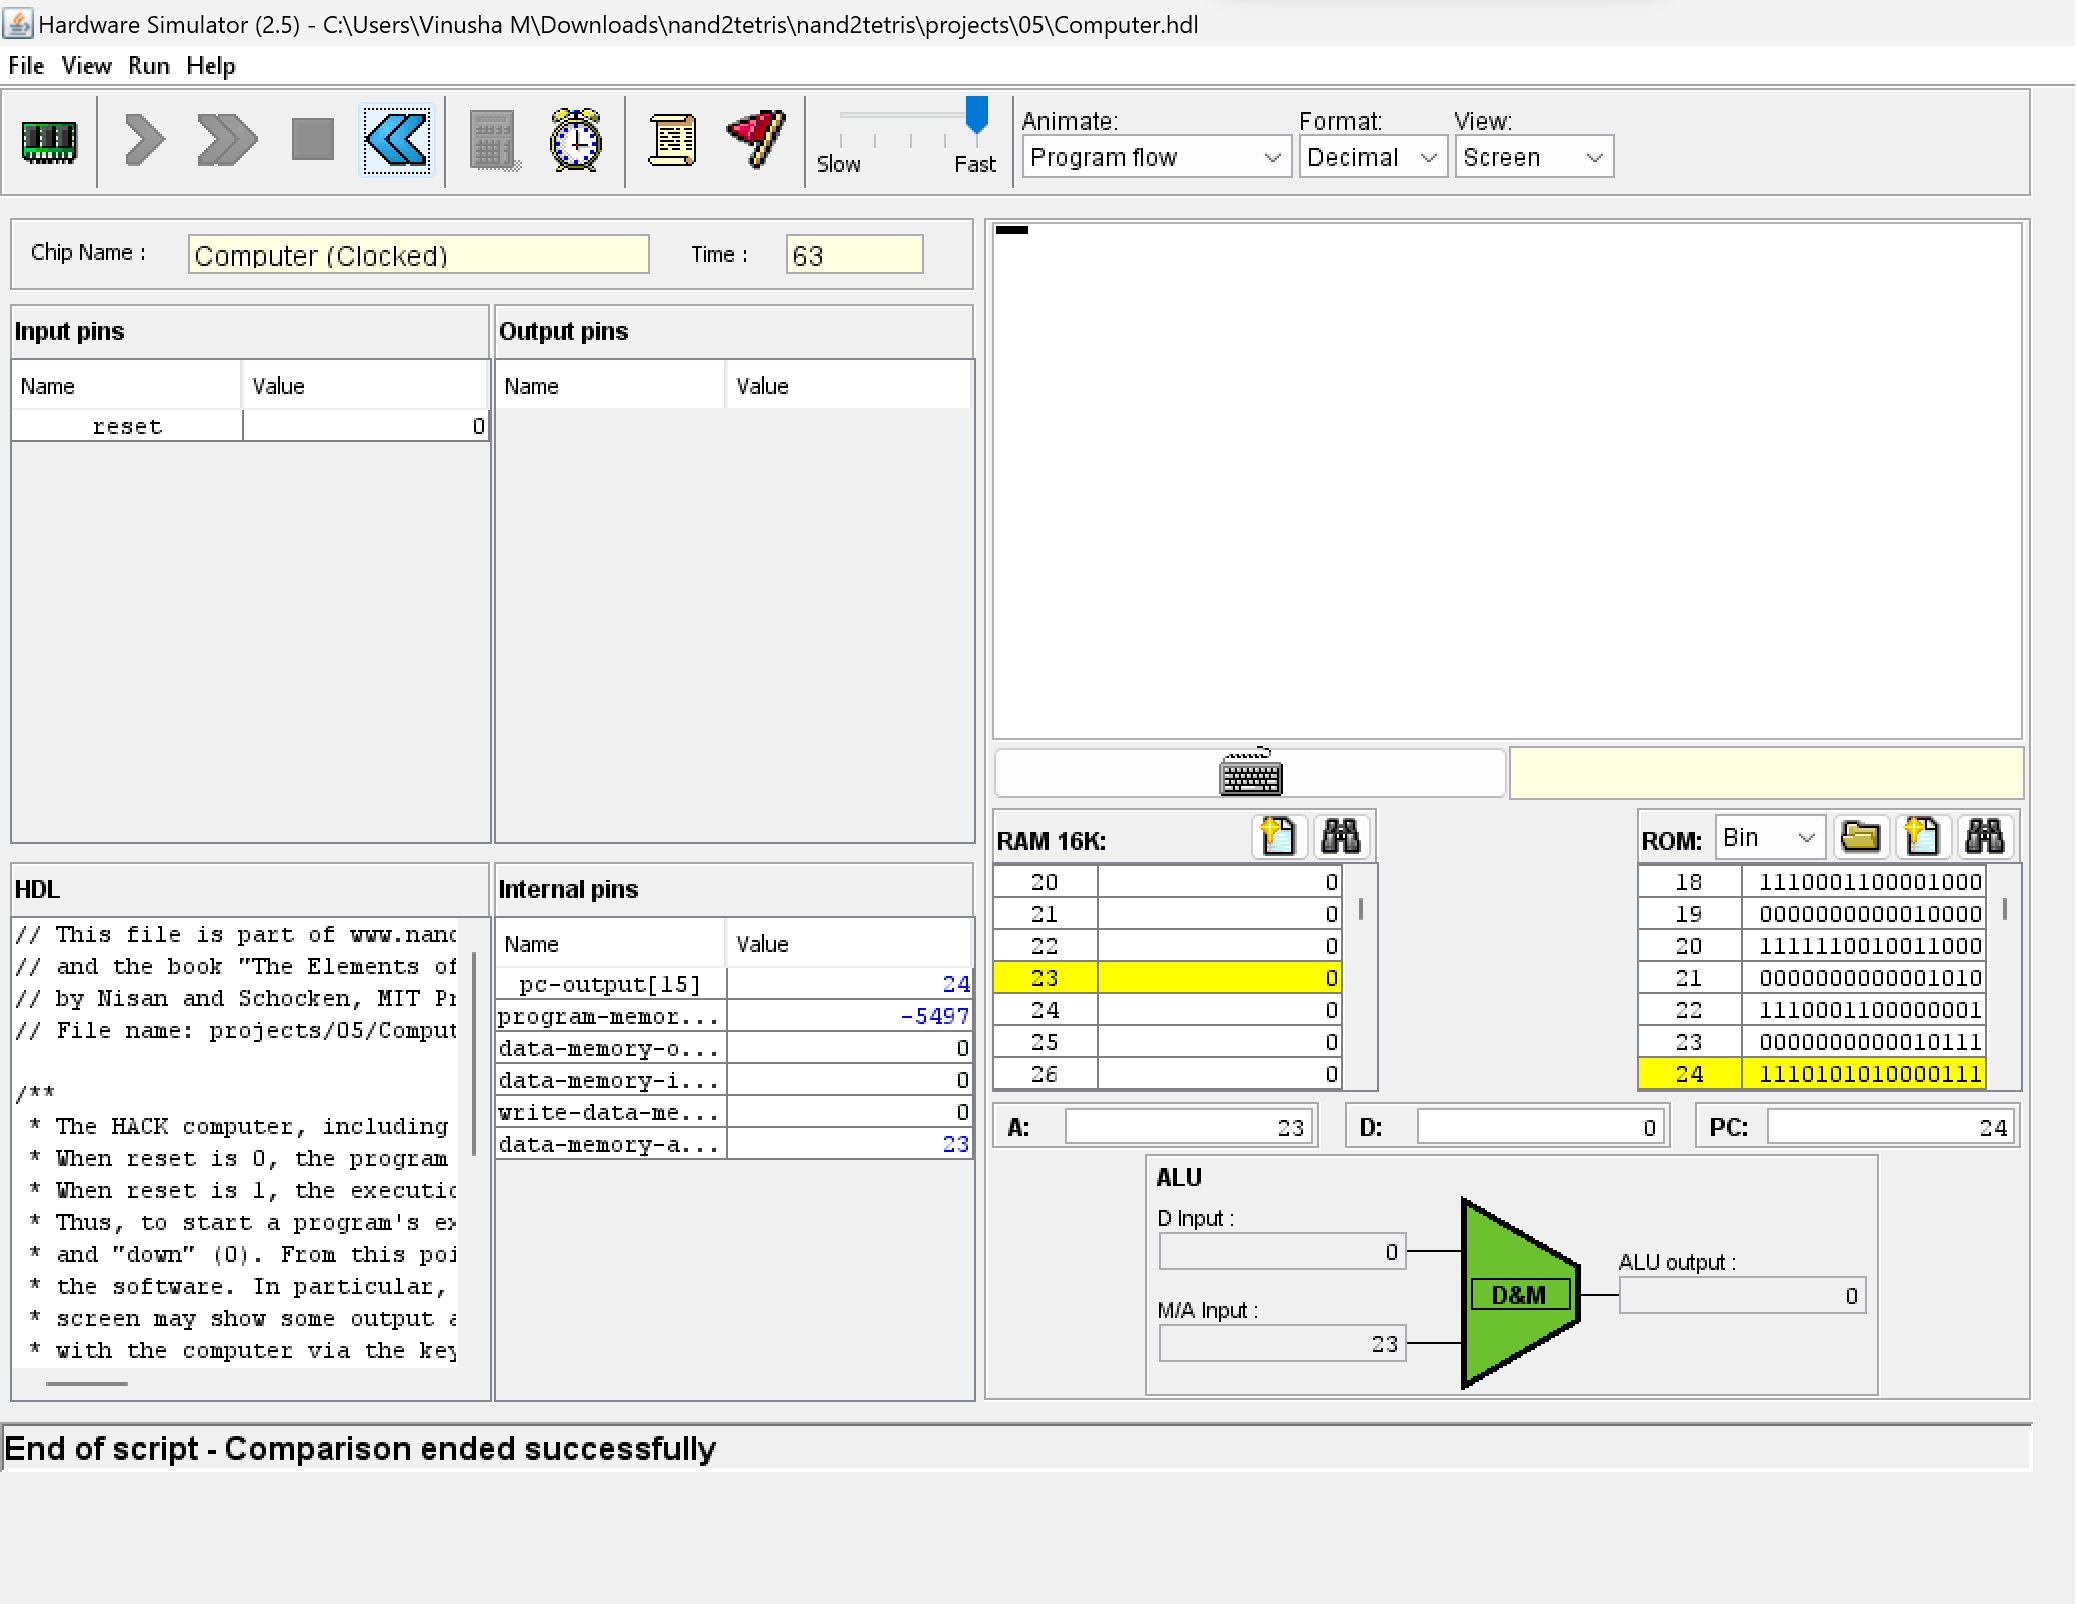 Hardware Simulator (2.5) - C:\Users\Vinusha M\Downloads\nand2tetris\nand2tetris\projects\05\Computer.hdl
File View Run Help
Slow Fast
Animate: Format: View:
Program flow Decimal Screen
Chip Name : Computer (Clocked) Time : 63
Input pins
Name Value
reset 0
Output pins
Name Value
HDL
// This file is part of www.nand
// and the book "The Elements of
// by Nisan and Schocken, MIT Pr
// File name: projects/05/Comput
/**
* The HACK computer, including
* When reset is 0, the program
* When reset is 1, the executio
* Thus, to start a program's ex
* and "down" (0). From this poi
* the software. In particular,
* screen may show some output a
* with the computer via the key
Internal pins
Name Value
pc-output[15] 24
program-memor... -5497
data-memory-o... 0
data-memory-i... 0
write-data-me... 0
data-memory-a... 23
RAM 16K:
20 0
21 0
22 0
23 0
24 0
25 0
26 0
ROM: Bin
18 1110001100001000
19 0000000000010000
20 1111110010011000
21 0000000000001010
22 1110001100000001
23 0000000000010111
24 1110101010000111
A: 23 D: 0 PC: 24
ALU
D Input :
0
M/A Input :
23
D&M
ALU output :
0
End of script - Comparison ended successfully